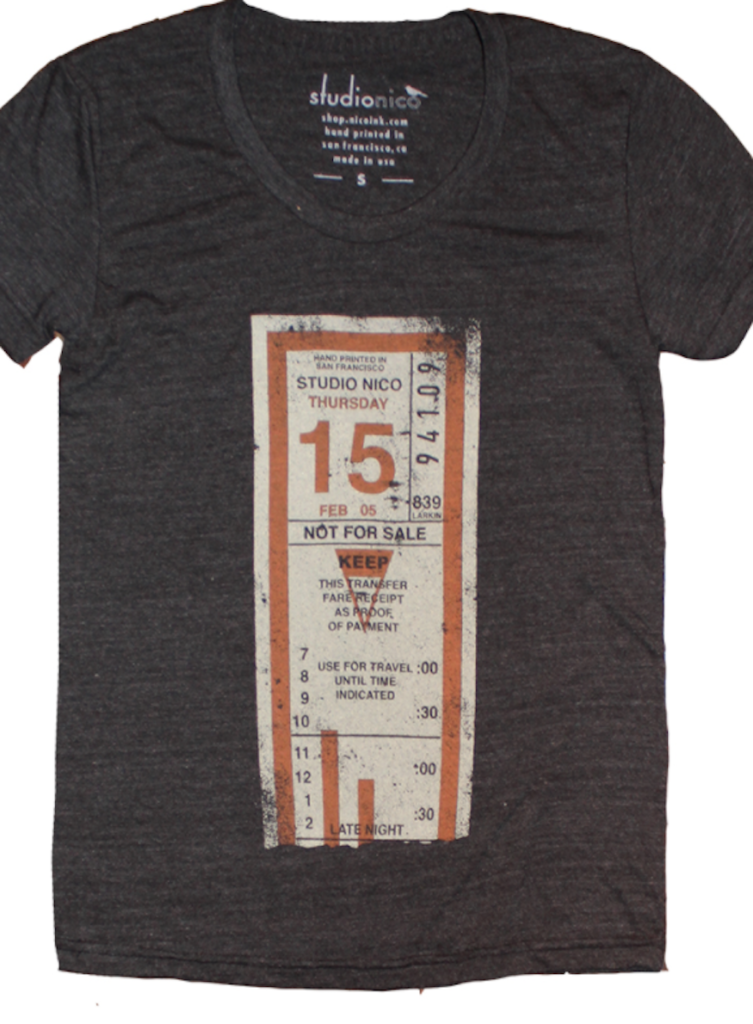 studionico
shop.nicoink.com
hand printed in
san francisco, ca
made in usa
S
HAND PRINTED IN
SAN FRANCISCO
STUDIO NICO
THURSDAY
15
FEB 05
94109
839
LARKIN
NOT FOR SALE
KEEP
THIS TRANSFER
FARE RECEIPT
AS PROOF
OF PAYMENT
7
USE FOR TRAVEL :00
8 UNTIL TIME
9 INDICATED
10 :30
11
12 :00
1 :30
2 LATE NIGHT